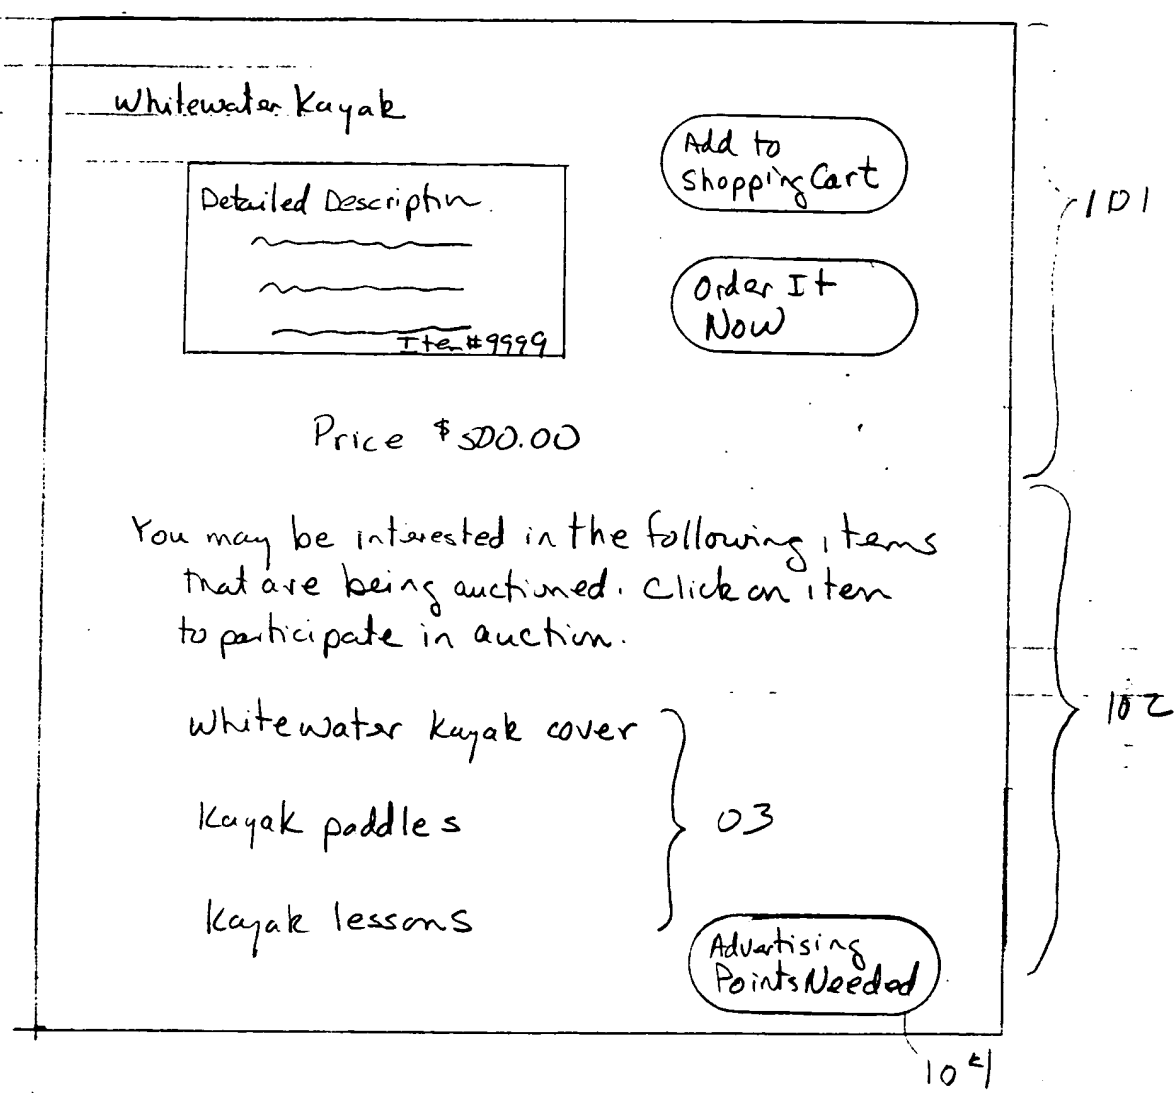 Whitewater Kayak
Add to
Shopping Cart
101
Detailed Description.
Order It
Now
Item #9999
Price $500.00
You may be interested in the following items
that are being auctioned. Click on item
to participate in auction.
102
Whitewater Kayak cover
Kayak paddles
03
Kayak lessons
Advertising
Points Needed
104